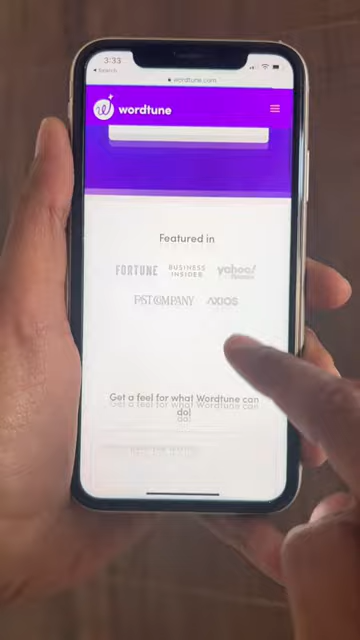 3:33
Search
wordtune.com
wordtune
Featured in
FORTUNE
BUSINESS
INSIDER
yahoo!
FAST COMPANY
AXIOS
Get a feel for what Wordtune can
do!